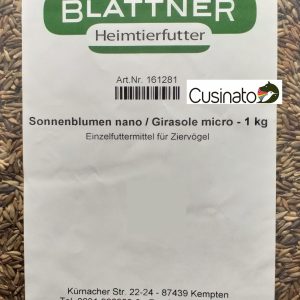 BLATTNER
Heimtierfutter
Art.Nr. 161281
Cusinato
Sonnenblumen nano / Girasole micro - 1 kg
Einzelfuttermittel für Ziervögel
Kürnacher Str. 22-24 - 87439 Kempten